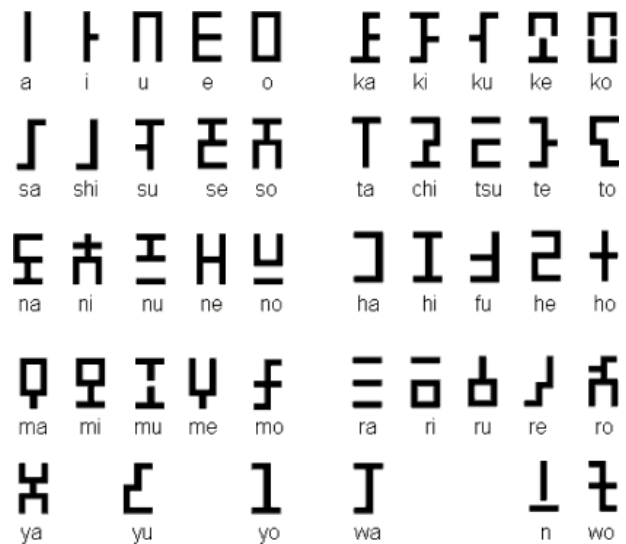 a i u e o ka ki ku ke ko
sa shi su se so ta chi tsu te to
na ni nu ne no ha hi fu he ho
ma mi mu me mo ra ri ru re ro
ya yu yo wa n wo